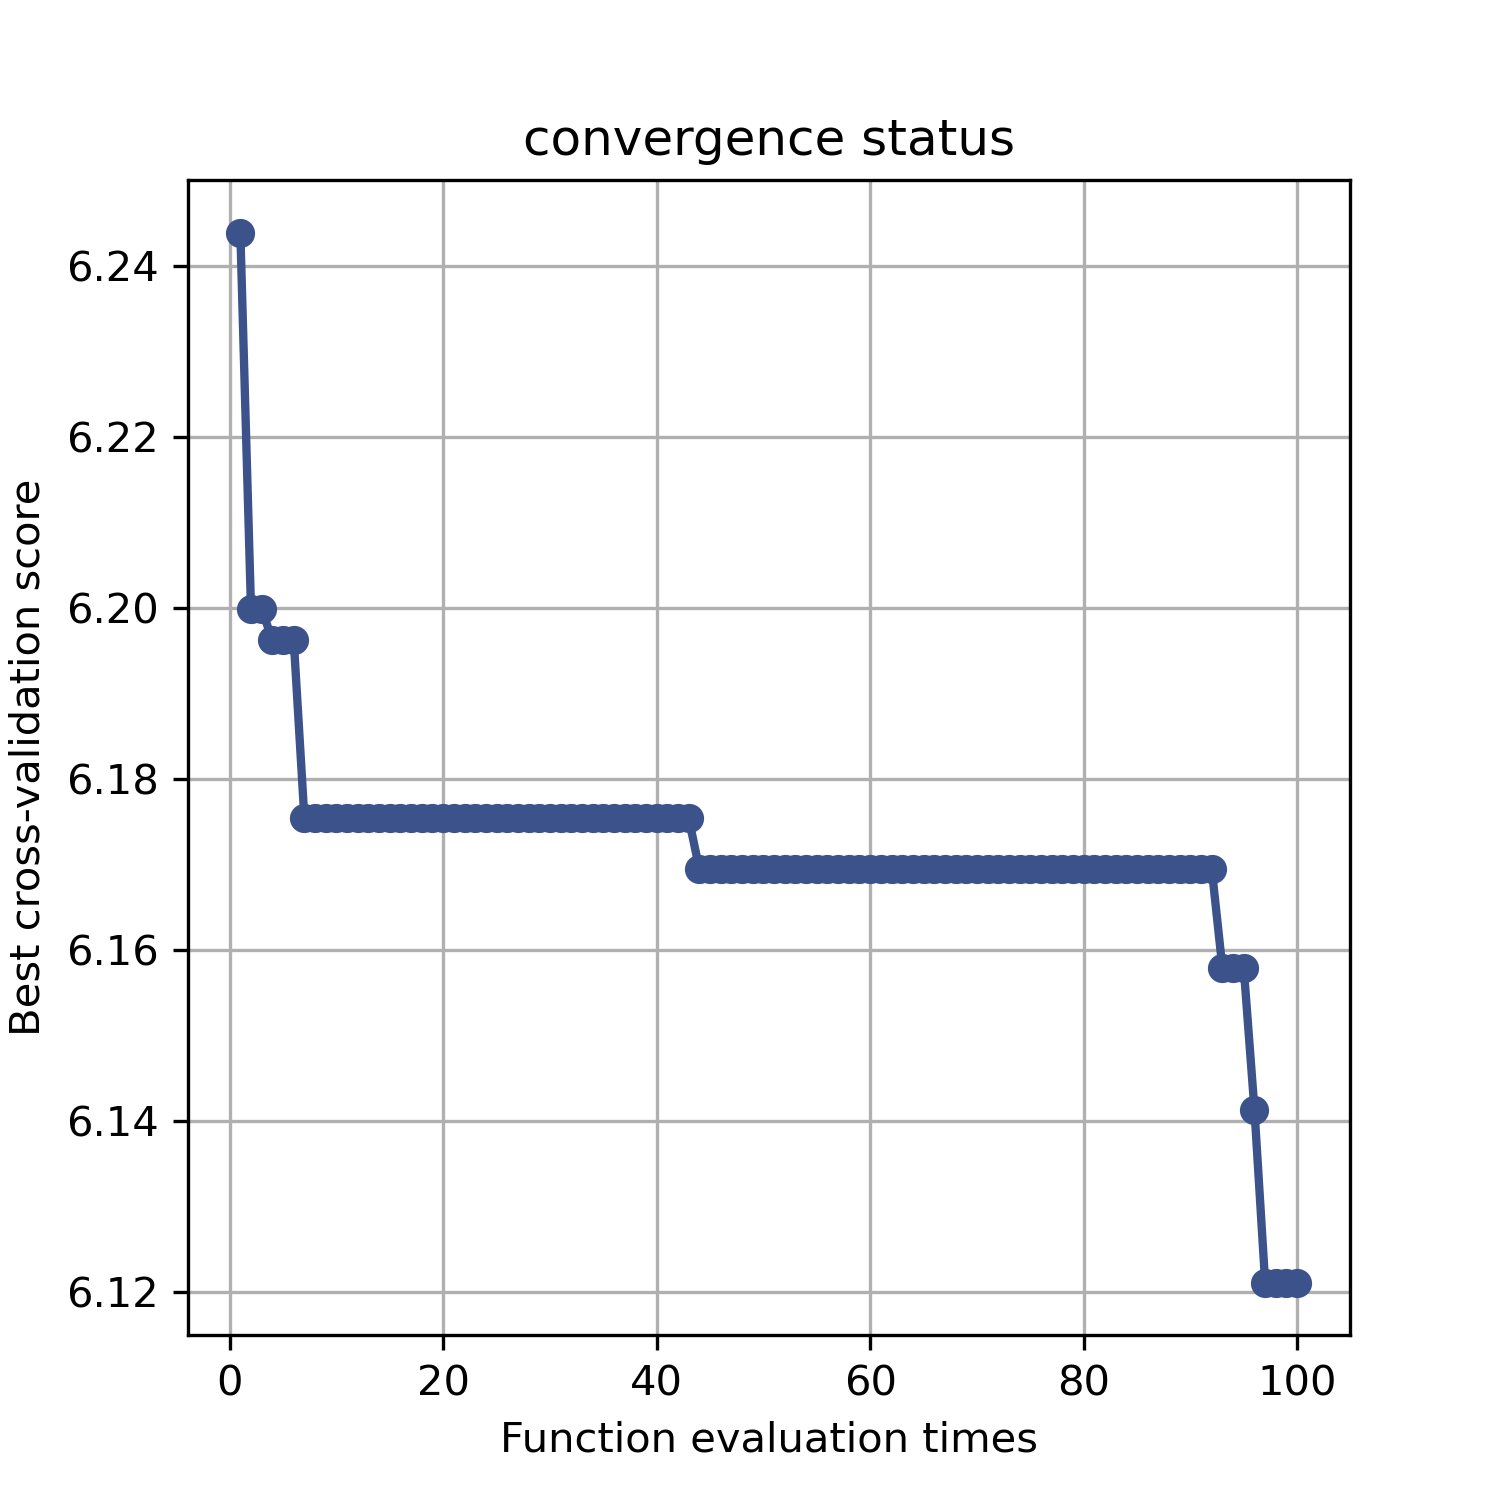 convergence status
6.24
6.22
6.20
6.18
6.16
6.14
6.12
Best cross-validation score
0 20 40 60 80 100
Function evaluation times